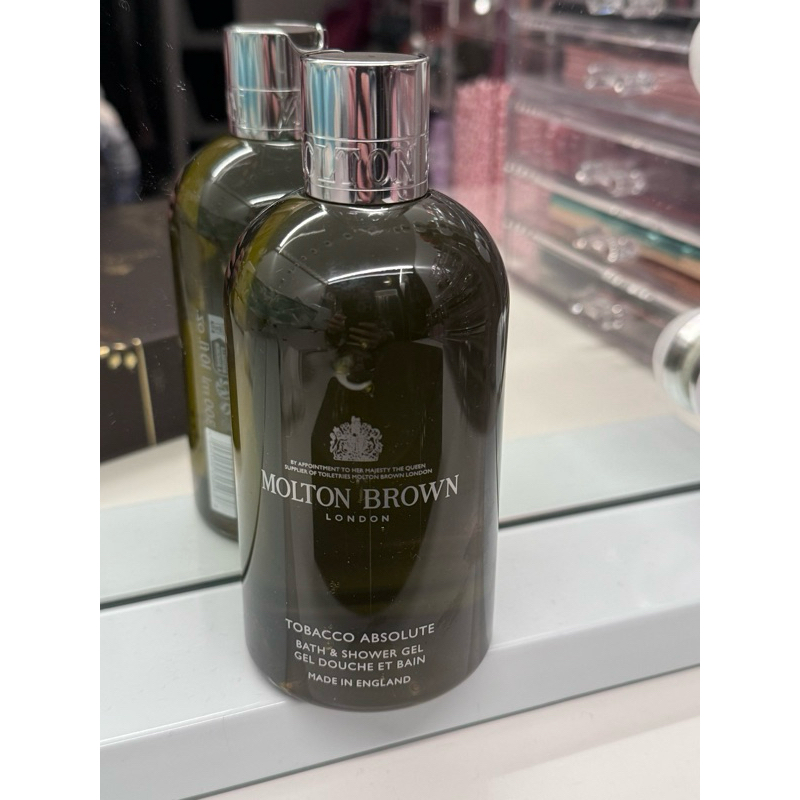 OLTON
BY APPOINTMENT TO HER MAJESTY THE QUEEN
SUPPLIER OF TOILETRIES MOLTON BROWN LONDON
MOLTON BROWN
LONDON
TOBACCO ABSOLUTE
BATH & SHOWER GEL
GEL DOUCHE ET BAIN
MADE IN ENGLAND